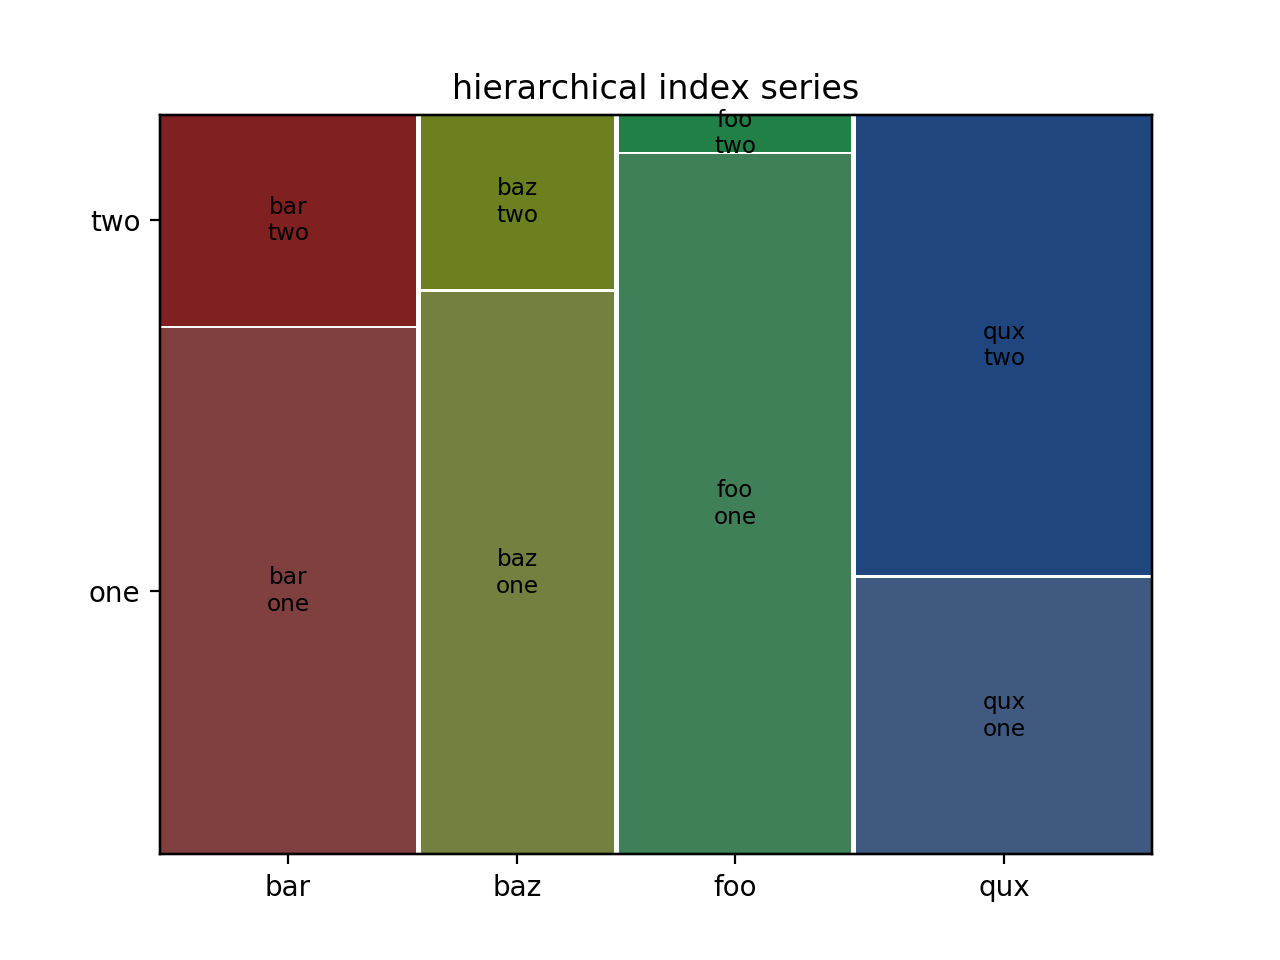 hierarchical index series
foo
two
baz
two
bar
two
two
qux
two
foo
one
baz
one
bar
one
one
qux
one
bar
baz
foo
qux